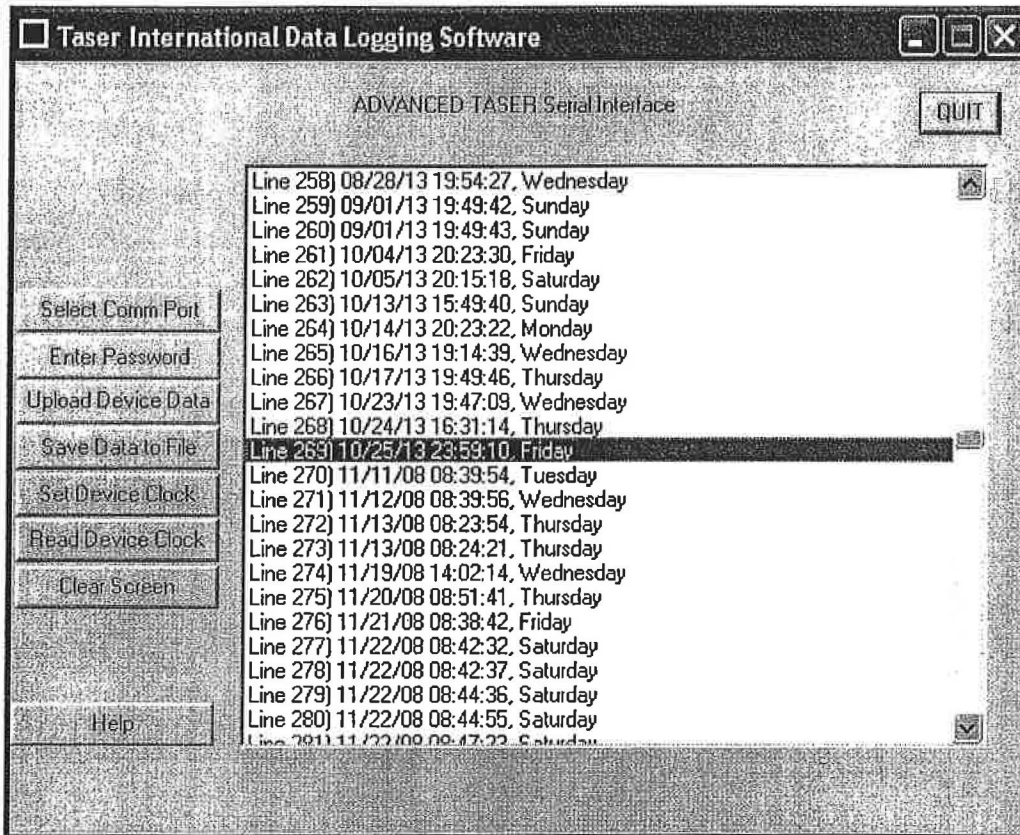 Taser International Data Logging Software
ADVANCED TASER Serial Interface
QUIT
Line 258) 08/28/13 19:54:27, Wednesday
Line 259) 09/01/13 19:49:42, Sunday
Line 260) 09/01/13 19:49:43, Sunday
Line 261) 10/04/13 20:23:30, Friday
Line 262) 10/05/13 20:15:18, Saturday
Line 263) 10/13/13 15:49:40, Sunday
Line 264) 10/14/13 20:23:22, Monday
Line 265) 10/16/13 19:14:39, Wednesday
Line 266) 10/17/13 19:49:46, Thursday
Line 267) 10/23/13 19:47:09, Wednesday
Line 268) 10/24/13 16:31:14, Thursday
Line 269) 10/25/13 23:59:10, Friday
Line 270) 11/11/08 08:39:54, Tuesday
Line 271) 11/12/08 08:39:56, Wednesday
Line 272) 11/13/08 08:23:54, Thursday
Line 273) 11/13/08 08:24:21, Thursday
Line 274) 11/19/08 14:02:14, Wednesday
Line 275) 11/20/08 08:51:41, Thursday
Line 276) 11/21/08 08:38:42, Friday
Line 277) 11/22/08 08:42:32, Saturday
Line 278) 11/22/08 08:42:37, Saturday
Line 279) 11/22/08 08:44:36, Saturday
Line 280) 11/22/08 08:44:55, Saturday
Line 281) 11/22/08 08:47:23, Saturday
Select Comm Port
Enter Password
Upload Device Data
Save Data to File
Set Device Clock
Read Device Clock
Clear Screen
Help